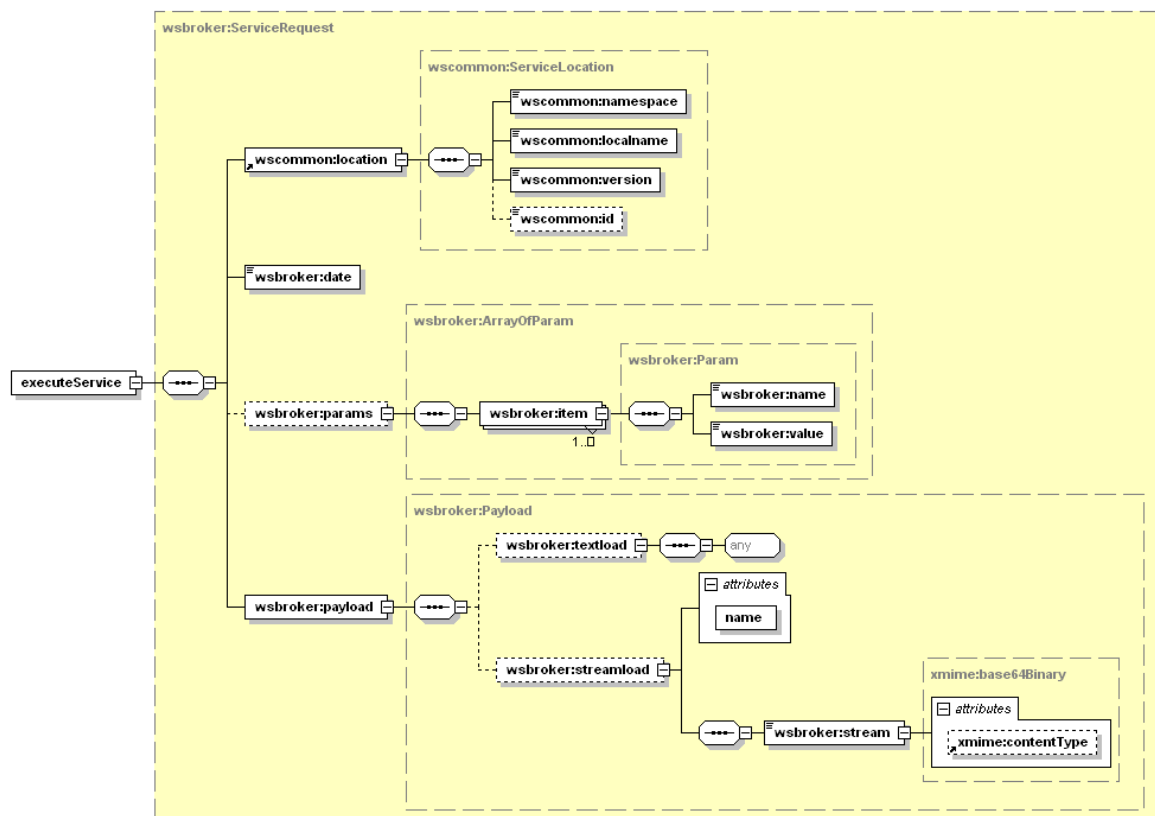 wsbroker:ServiceRequest
wscommon:ServiceLocation
wscommon:namespace
wscommon:localname
wscommon:location
wscommon:version
wscommon:id
wsbroker:date
wsbroker:ArrayOfParam
wsbroker:Param
executeService
wsbroker:name
wsbroker:params
wsbroker:item
wsbroker:value
1..
wsbroker:Payload
wsbroker:textload
any
attributes
wsbroker:payload
name
wsbroker:streamload
xmime:base64Binary
attributes
wsbroker:stream
xmime:contentType